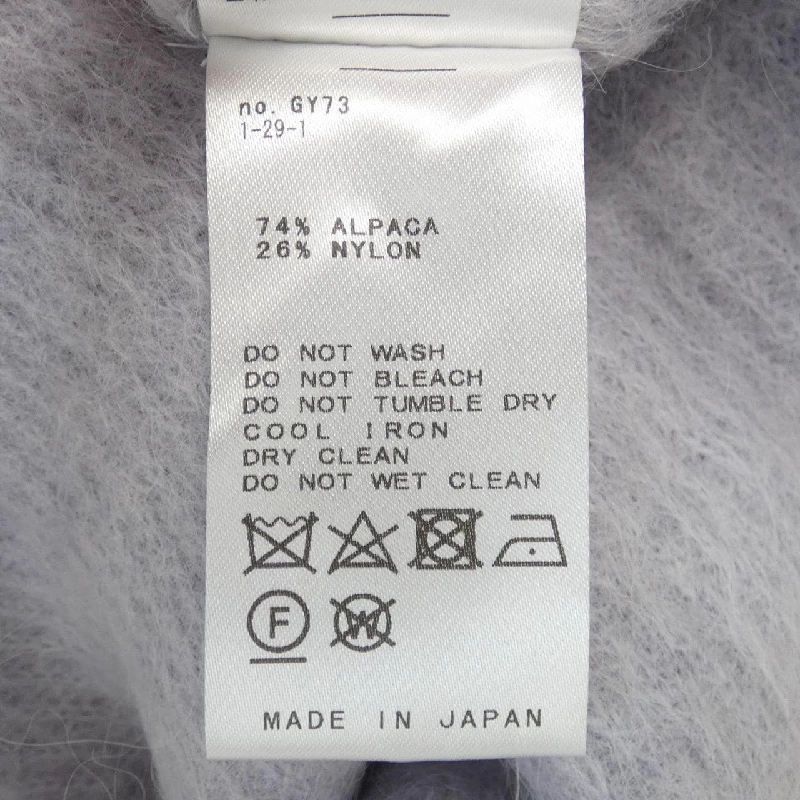 no. GY73
1-29-1
74% ALPACA
26% NYLON
DO NOT WASH
DO NOT BLEACH
DO NOT TUMBLE DRY
COOL IRON
DRY CLEAN
DO NOT WET CLEAN
F W
MADE IN JAPAN